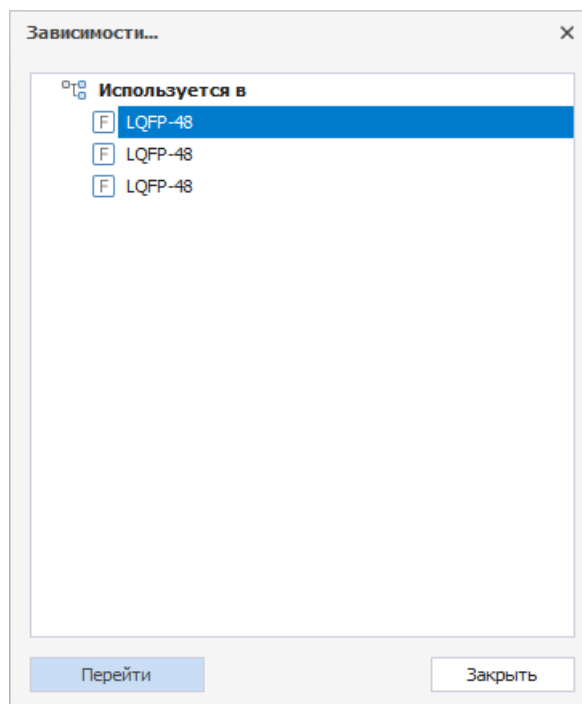 Зависимости...
Используется в
F LQFP-48
F LQFP-48
F LQFP-48
Перейти
Закрыть